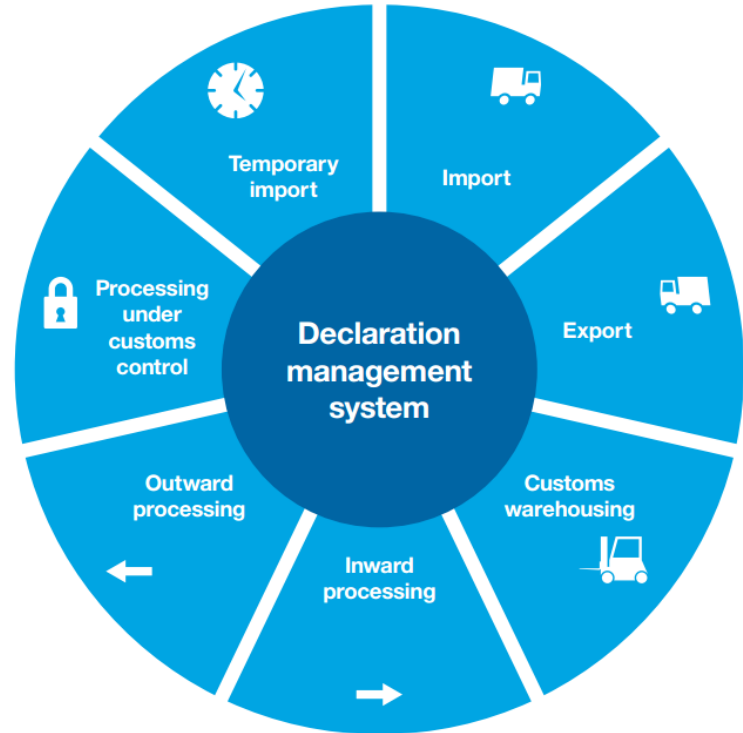 Declaration
management
system
Import
Export
Customs
warehousing
Inward
processing
Outward
processing
Processing
under
customs
control
Temporary
import